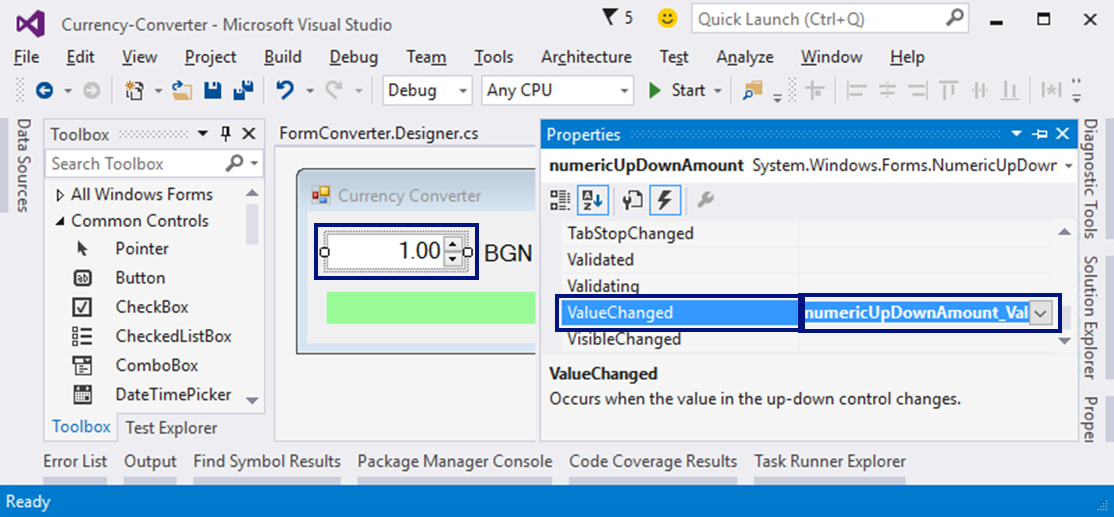 Currency-Converter - Microsoft Visual Studio
5
Quick Launch (Ctrl+Q)
File Edit View Project Build Debug Team Tools Architecture Test Analyze Window Help
Debug Any CPU Start
Data Sources
Toolbox
Search Toolbox
All Windows Forms
Common Controls
Pointer
Button
CheckBox
CheckedListBox
ComboBox
DateTimePicker
Toolbox Test Explorer
FormConverter.Designer.cs
Currency Converter
1.00 BGN
Properties
numericUpDownAmount System.Windows.Forms.NumericUpDown
TabStopChanged
Validated
Validating
ValueChanged numericUpDownAmount_Val
VisibleChanged
ValueChanged
Occurs when the value in the up-down control changes.
Diagnostic Tools
Solution Explorer
Proper
Error List Output Find Symbol Results Package Manager Console Code Coverage Results Task Runner Explorer
Ready